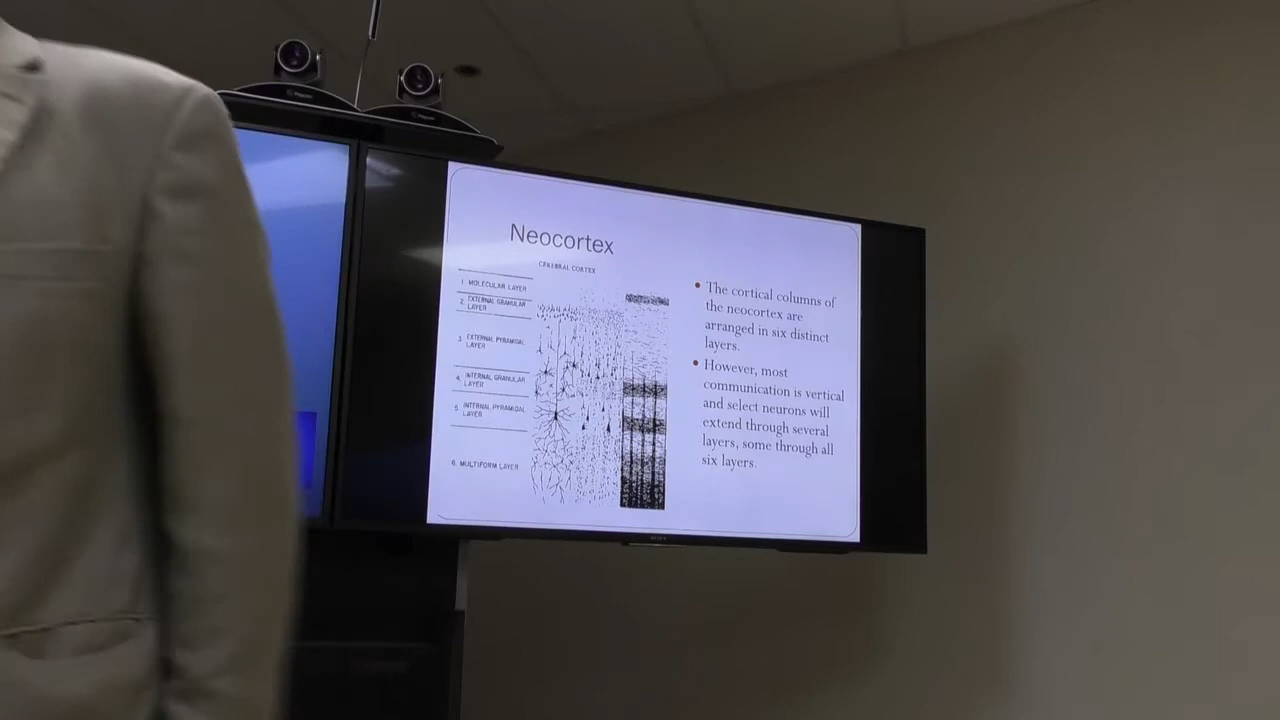 Neocortex
CEREBRAL CORTEX
1. MOLECULAR LAYER
2. EXTERNAL GRANULAR
LAYER
3. EXTERNAL PYRAMIDAL
LAYER
4. INTERNAL GRANULAR
LAYER
5. INTERNAL PYRAMIDAL
LAYER
6. MULTIFORM LAYER
• The cortical columns of
the neocortex are
arranged in six distinct
layers.
• However, most
communication is vertical
and select neurons will
extend through several
layers, some through all
six layers.
SONY